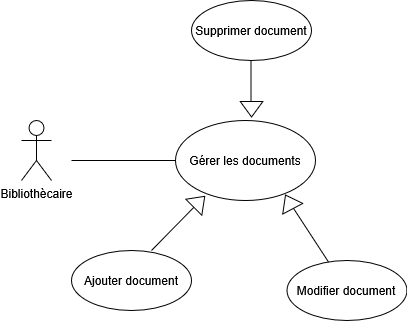 Supprimer document
Gérer les documents
Bibliothècaire
Ajouter document
Modifier document